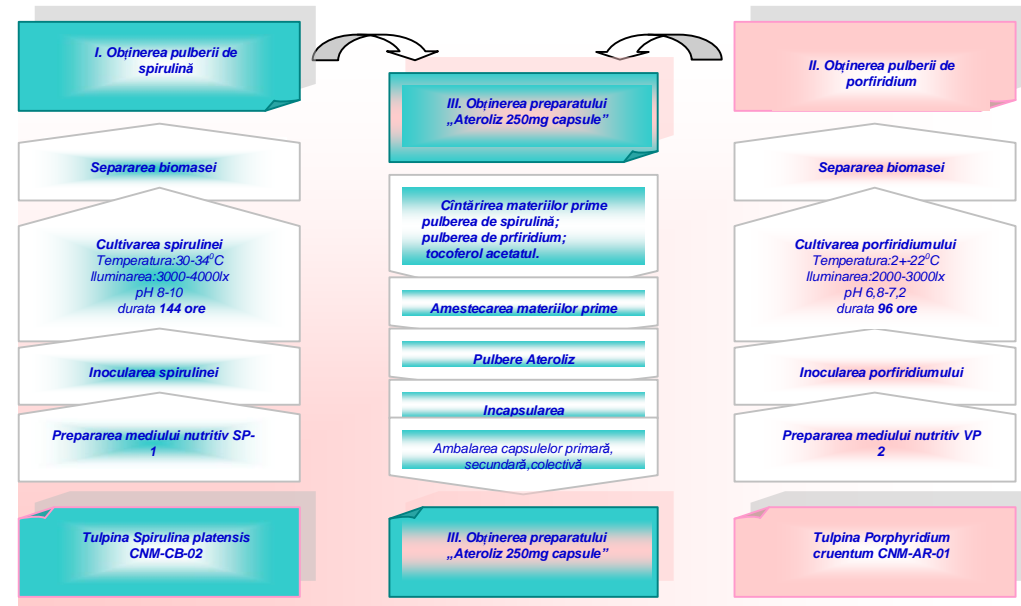 I. Obținerea pulberii de
spirulină
Separarea biomasei
Cultivarea spirulinei
Temperatura:30-34⁰C
Iluminarea:3000-4000lx
pH 8-10
durata 144 ore
Inocularea spirulinei
Prepararea mediului nutritiv SP-
1
Tulpina Spirulina platensis
CNM-CB-02
III. Obținerea preparatului
„Ateroliz 250mg capsule”
Cîntărirea materiilor prime
pulberea de spirulină;
pulberea de prfiridium;
tocoferol acetatul.
Amestecarea materiilor prime
Pulbere Ateroliz
Incapsularea
Ambalarea capsulelor primară,
secundară,colectivă
III. Obținerea preparatului
„Ateroliz 250mg capsule”
II. Obținerea pulberii de
porfiridium
Separarea biomasei
Cultivarea porfiridiumului
Temperatura:2+-22⁰C
Iluminarea:2000-3000lx
pH 6,8-7,2
durata 96 ore
Inocularea porfiridiumului
Prepararea mediului nutritiv VP
2
Tulpina Porphyridium
cruentum CNM-AR-01